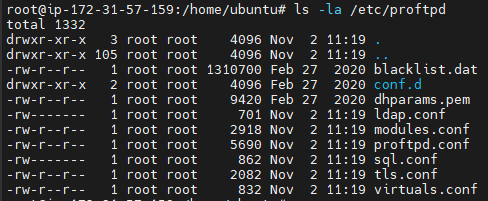 root@ip-172-31-57-159:/home/ubuntu# ls -la /etc/proftpd
total 1332
drwxr-xr-x 3 root root 4096 Nov 2 11:19 .
drwxr-xr-x 105 root root 4096 Nov 2 11:19 ..
-rw-r--r-- 1 root root 1310700 Feb 27 2020 blacklist.dat
drwxr-xr-x 2 root root 4096 Feb 27 2020 conf.d
-rw-r--r-- 1 root root 9420 Feb 27 2020 dhparams.pem
-rw------- 1 root root 701 Nov 2 11:19 ldap.conf
-rw-r--r-- 1 root root 2918 Nov 2 11:19 modules.conf
-rw-r--r-- 1 root root 5690 Nov 2 11:19 proftpd.conf
-rw------- 1 root root 862 Nov 2 11:19 sql.conf
-rw-r--r-- 1 root root 2082 Nov 2 11:19 tls.conf
-rw-r--r-- 1 root root 832 Nov 2 11:19 virtuals.conf